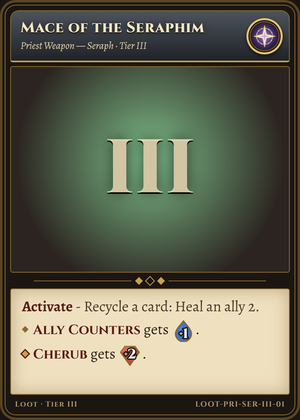 Mace of the Seraphim
Priest Weapon — Seraph · Tier III
III
Activate - Recycle a card: Heal an ally 2.
Ally Counters gets -1 .
Cherub gets -2 .
Loot · Tier III
LOOT-PRI-SER-III-01